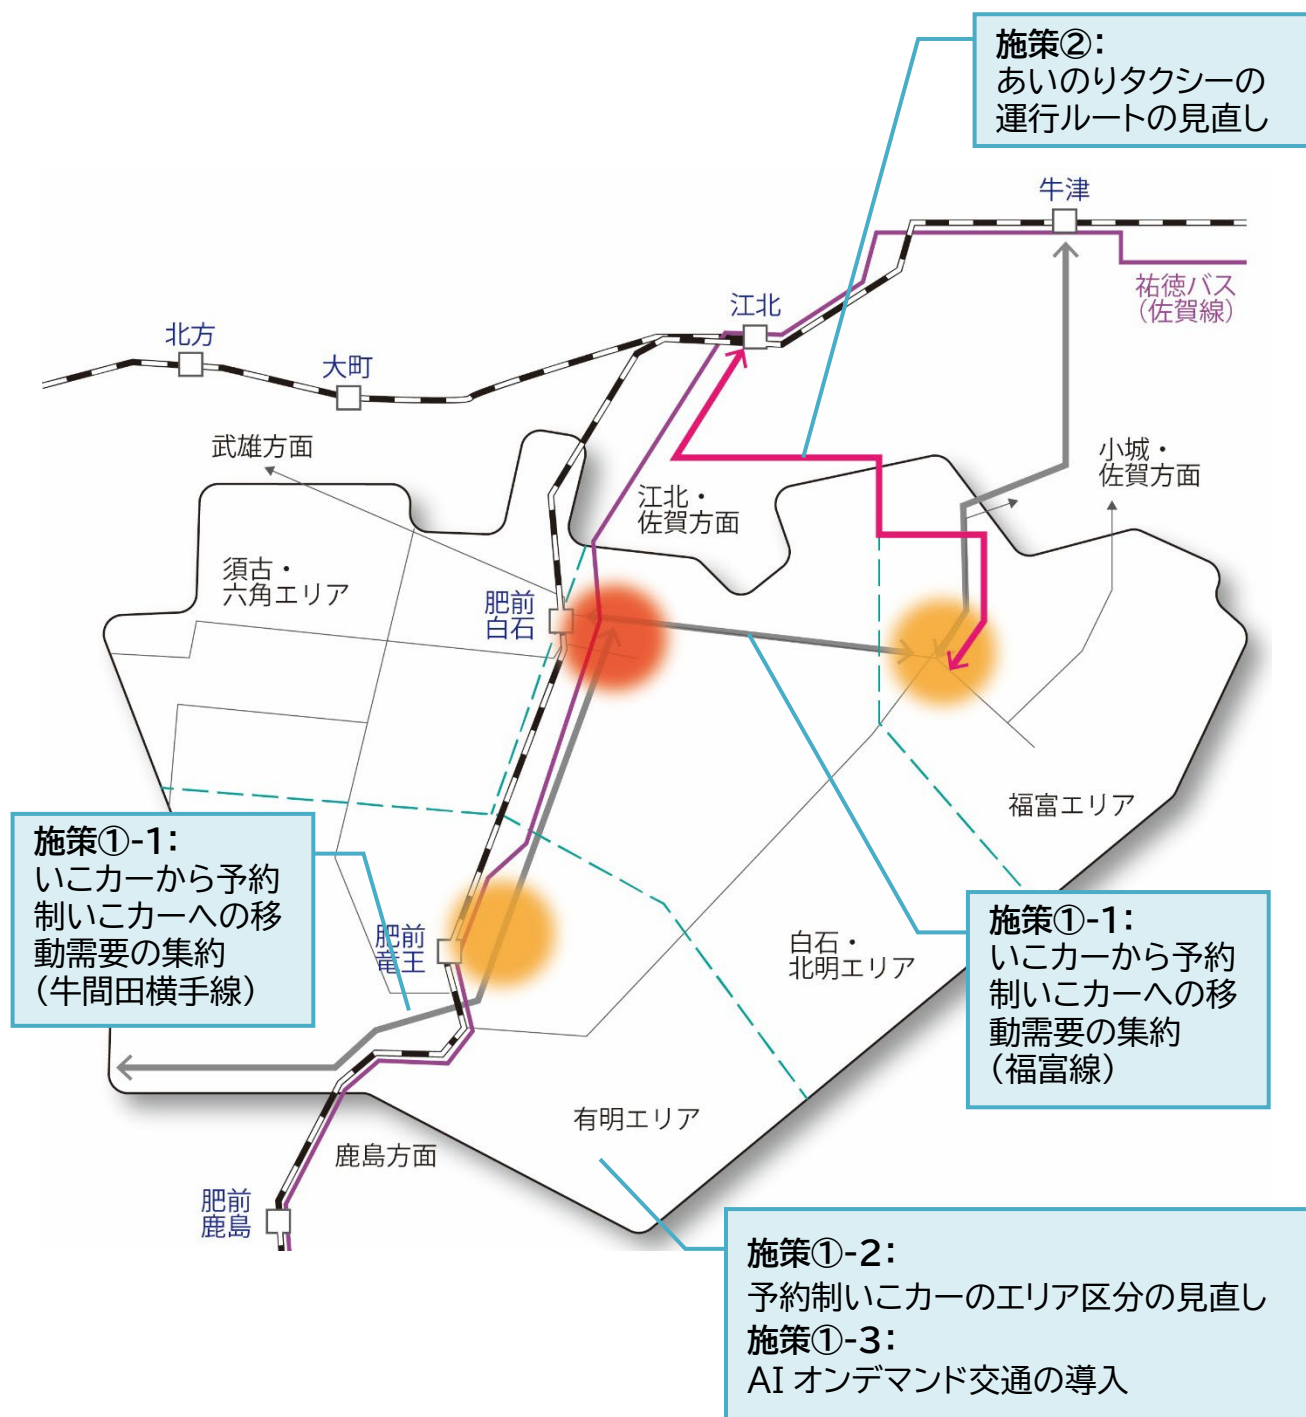 施策②：
あいのりタクシーの
運行ルートの見直し
牛津
祐徳バス
（佐賀線）
江北
北方
大町
武雄方面
小城・
佐賀方面
江北・
佐賀方面
須古・
六角エリア
肥前
白石
福富エリア
施策①-1：
いこカーから予約
制いこカーへの移
動需要の集約
（牛間田横手線）
肥前
竜王
白石・
北明エリア
施策①-1：
いこカーから予約
制いこカーへの移
動需要の集約
（福富線）
有明エリア
鹿島方面
肥前
鹿島
施策①-2：
予約制いこカーのエリア区分の見直し
施策①-3：
AI オンデマンド交通の導入